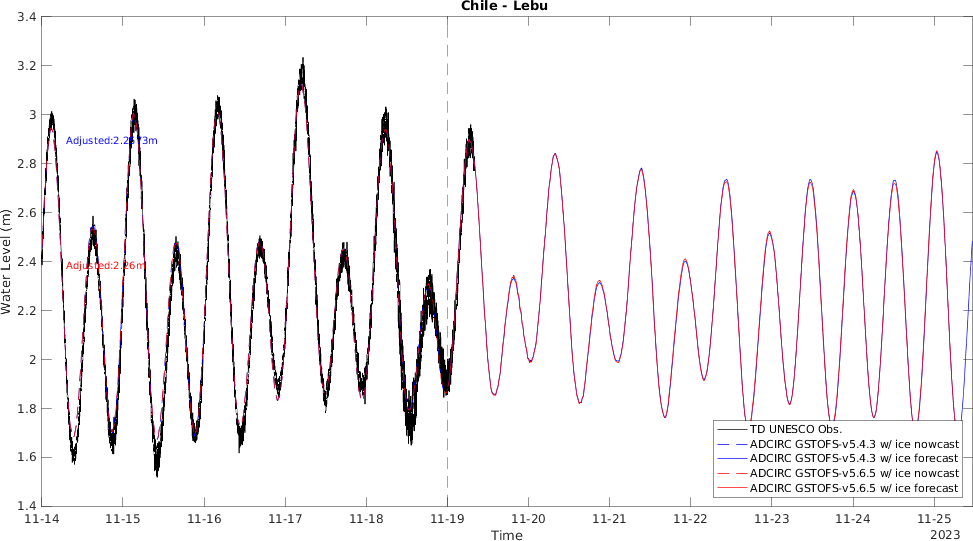 Chile - Lebu
3.4
3.2
3
2.8
2.6
2.4
2.2
2
1.8
1.6
1.4
Water Level (m)
Adjusted:2.2573m
Adjusted:2.26m
TD UNESCO Obs.
ADCIRC GSTOFS-v5.4.3 w/ ice nowcast
ADCIRC GSTOFS-v5.4.3 w/ ice forecast
ADCIRC GSTOFS-v5.6.5 w/ ice nowcast
ADCIRC GSTOFS-v5.6.5 w/ ice forecast
11-14 11-15 11-16 11-17 11-18 11-19 11-20 11-21 11-22 11-23 11-24 11-25
2023
Time